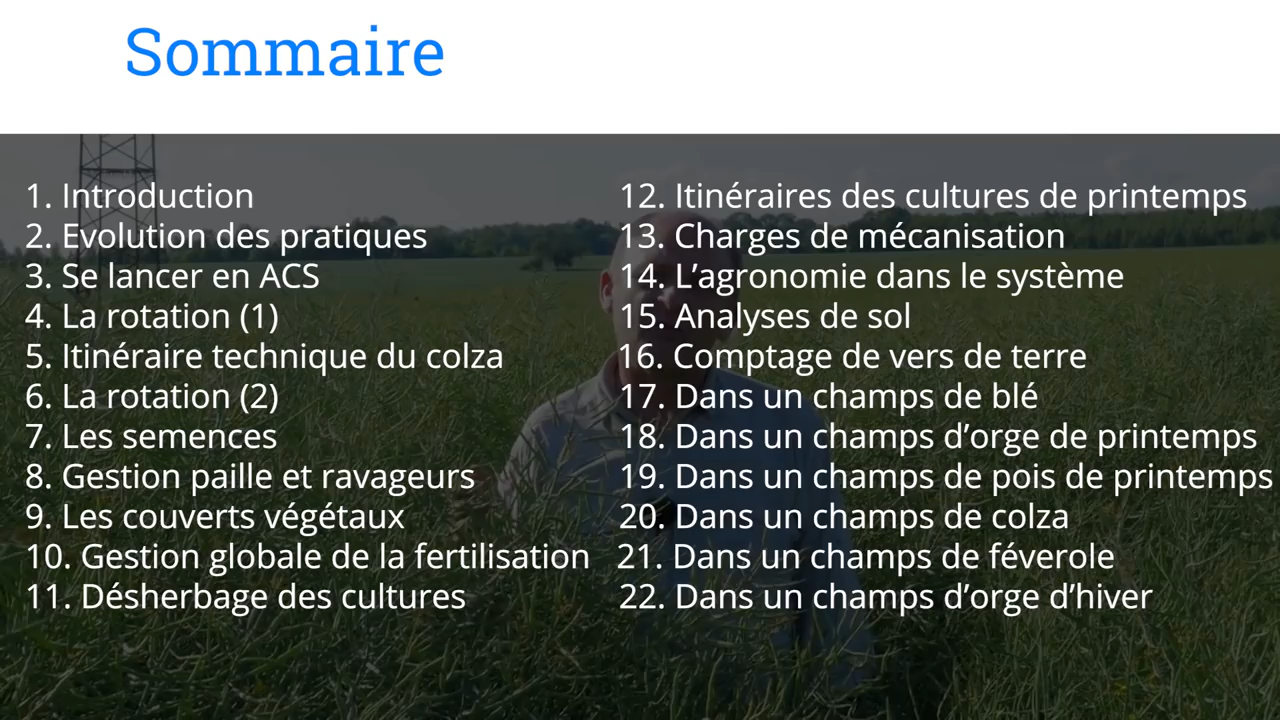 Sommaire
1. Introduction
2. Evolution des pratiques
3. Se lancer en ACS
4. La rotation (1)
5. Itinéraire technique du colza
6. La rotation (2)
7. Les semences
8. Gestion paille et ravageurs
9. Les couverts végétaux
10. Gestion globale de la fertilisation
11. Désherbage des cultures
12. Itinéraires des cultures de printemps
13. Charges de mécanisation
14. L’agronomie dans le système
15. Analyses de sol
16. Comptage de vers de terre
17. Dans un champs de blé
18. Dans un champs d’orge de printemps
19. Dans un champs de pois de printemps
20. Dans un champs de colza
21. Dans un champs de féverole
22. Dans un champs d’orge d’hiver